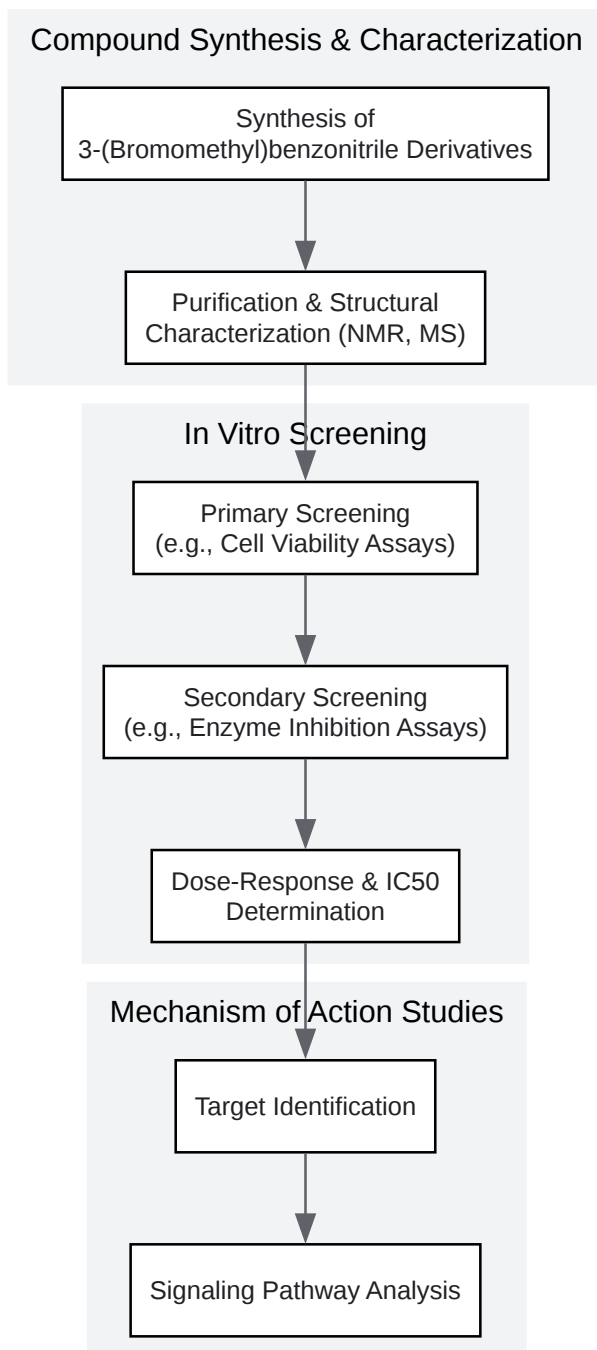 Compound Synthesis & Characterization
Synthesis of
3-(Bromomethyl)benzonitrile Derivatives
Purification & Structural
Characterization (NMR, MS)
In Vitro Screening
Primary Screening
(e.g., Cell Viability Assays)
Secondary Screening
(e.g., Enzyme Inhibition Assays)
Dose-Response & IC50
Determination
Mechanism of Action Studies
Target Identification
Signaling Pathway Analysis